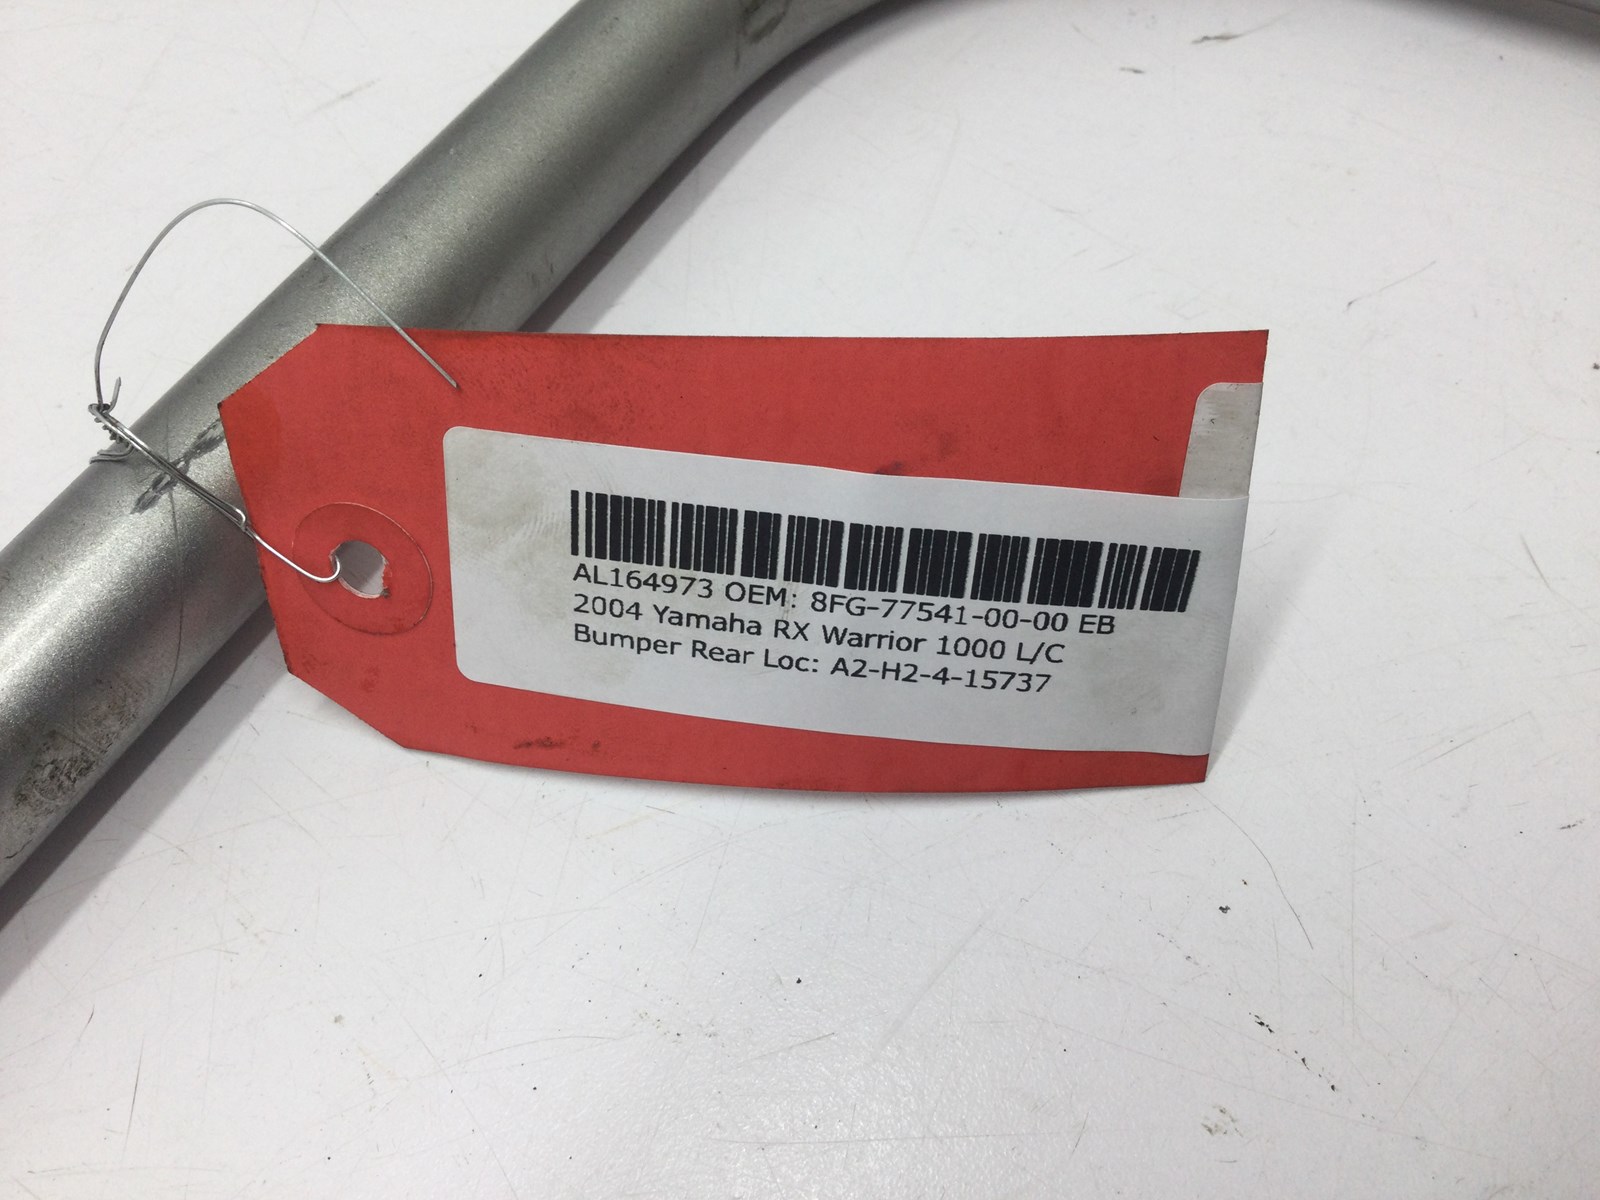 AL164973 OEM: 8FG-77541-00-00 EB
2004 Yamaha RX Warrior 1000 L/C
Bumper Rear Loc: A2-H2-4-15737